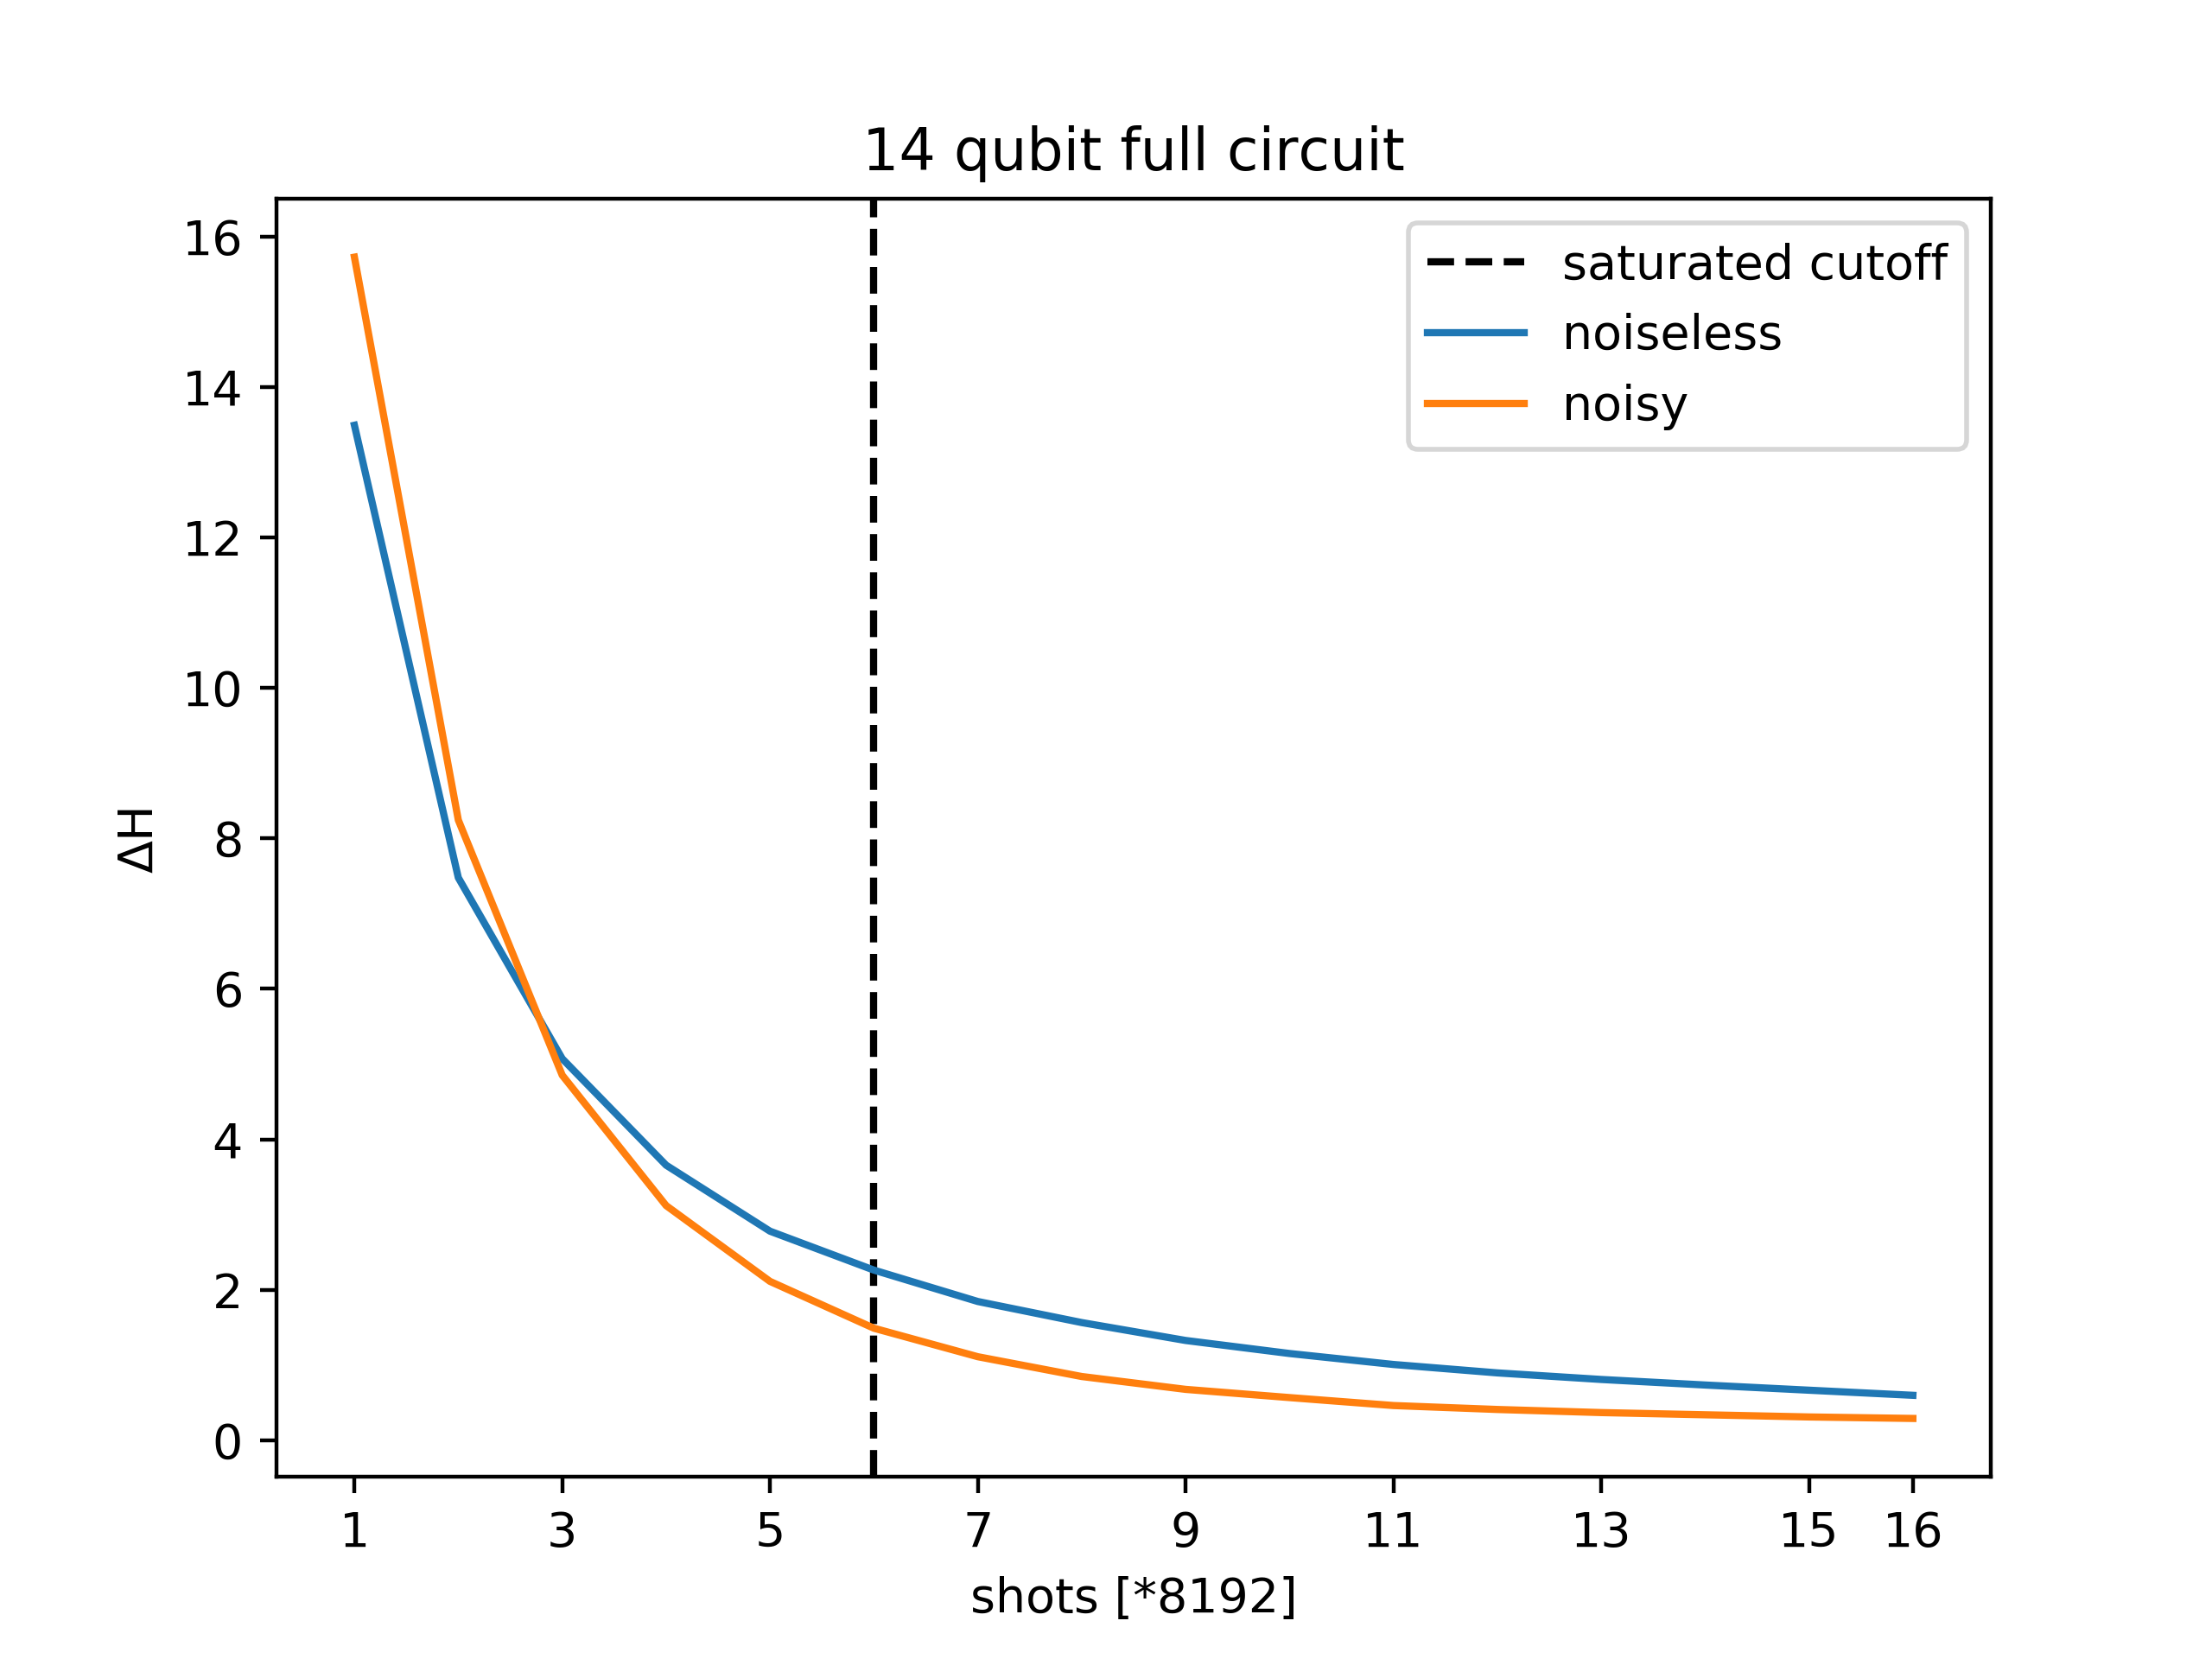 14 qubit full circuit
saturated cutoff
noiseless
noisy
16
14
12
10
8
6
4
2
0
ΔH
1 3 5 7 9 11 13 15 16
shots [*8192]